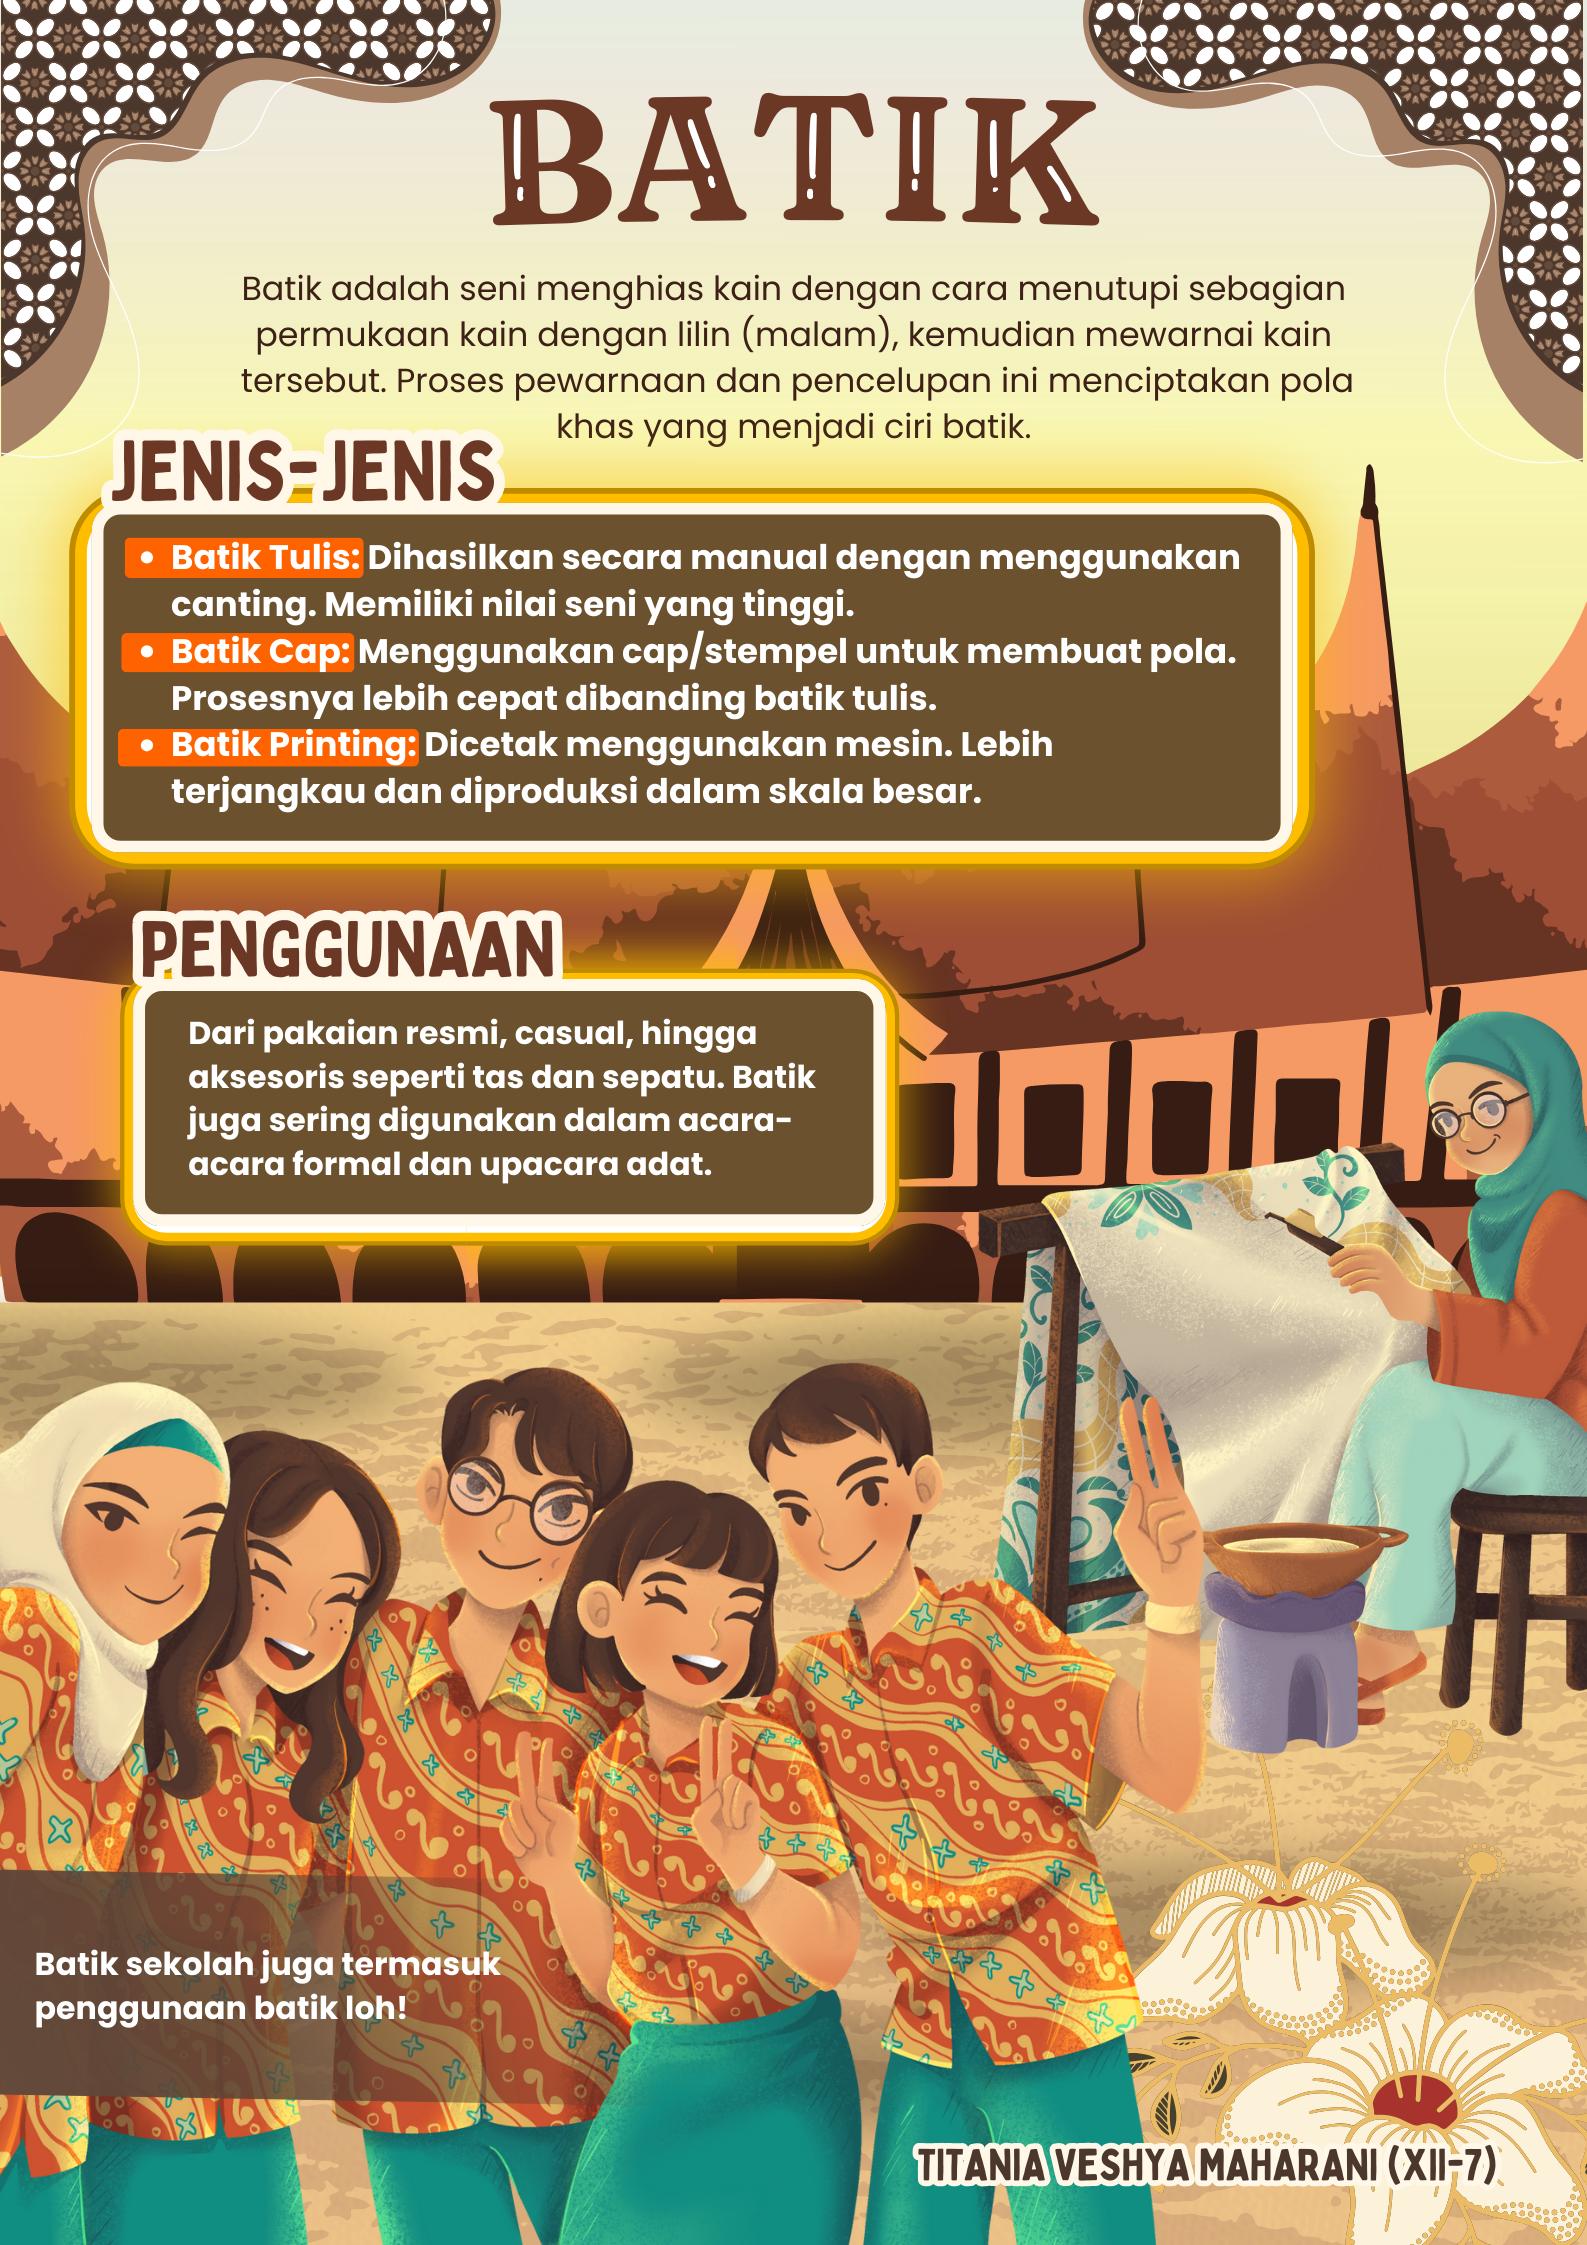 BATIK
Batik adalah seni menghias kain dengan cara menutupi sebagian
permukaan kain dengan lilin (malam), kemudian mewarnai kain
tersebut. Proses pewarnaan dan pencelupan ini menciptakan pola
khas yang menjadi ciri batik.
JENIS-JENIS
• Batik Tulis: Dihasilkan secara manual dengan menggunakan
canting. Memiliki nilai seni yang tinggi.
• Batik Cap: Menggunakan cap/stempel untuk membuat pola.
Prosesnya lebih cepat dibanding batik tulis.
• Batik Printing: Dicetak menggunakan mesin. Lebih
terjangkau dan diproduksi dalam skala besar.
PENGGUNAAN
Dari pakaian resmi, casual, hingga
aksesoris seperti tas dan sepatu. Batik
juga sering digunakan dalam acara-
acara formal dan upacara adat.
Batik sekolah juga termasuk
penggunaan batik loh!
TITANIA VESHYA MAHARANI (XII-7)